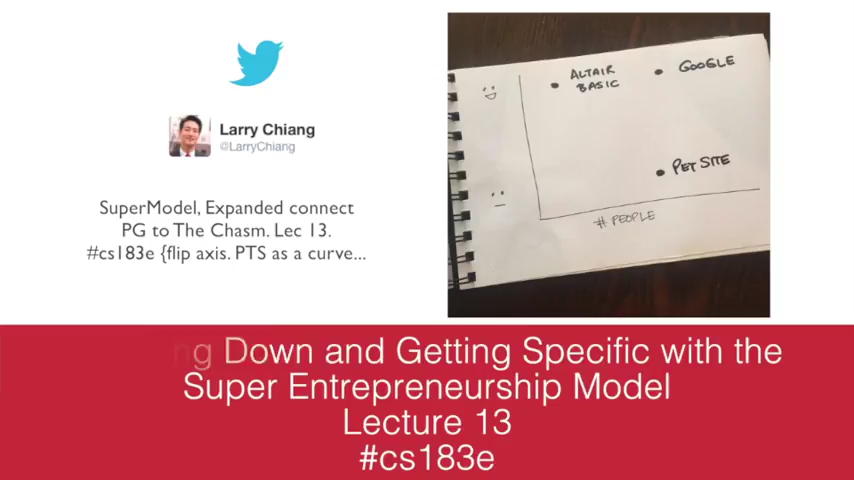 Larry Chiang
@LarryChiang
SuperModel, Expanded connect
PG to The Chasm. Lec 13.
#cs183e {flip axis. PTS as a curve...
ALTAIR
BASIC
GOOGLE
PET SITE
# PEOPLE
ng Down and Getting Specific with the
Super Entrepreneurship Model
Lecture 13
#cs183e